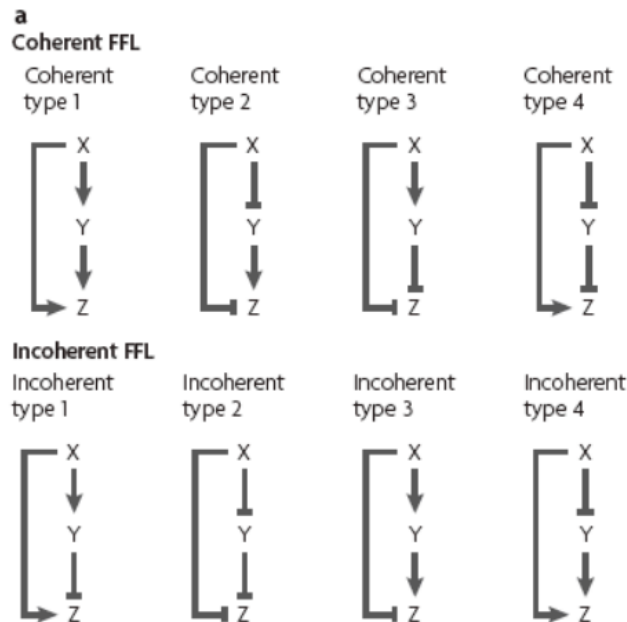 a
Coherent FFL
Coherent Coherent Coherent Coherent
type 1 type 2 type 3 type 4
X X X X
Y Y Y Y
Z Z Z Z
Incoherent FFL
Incoherent Incoherent Incoherent Incoherent
type 1 type 2 type 3 type 4
X X X X
Y Y Y Y
Z Z Z Z